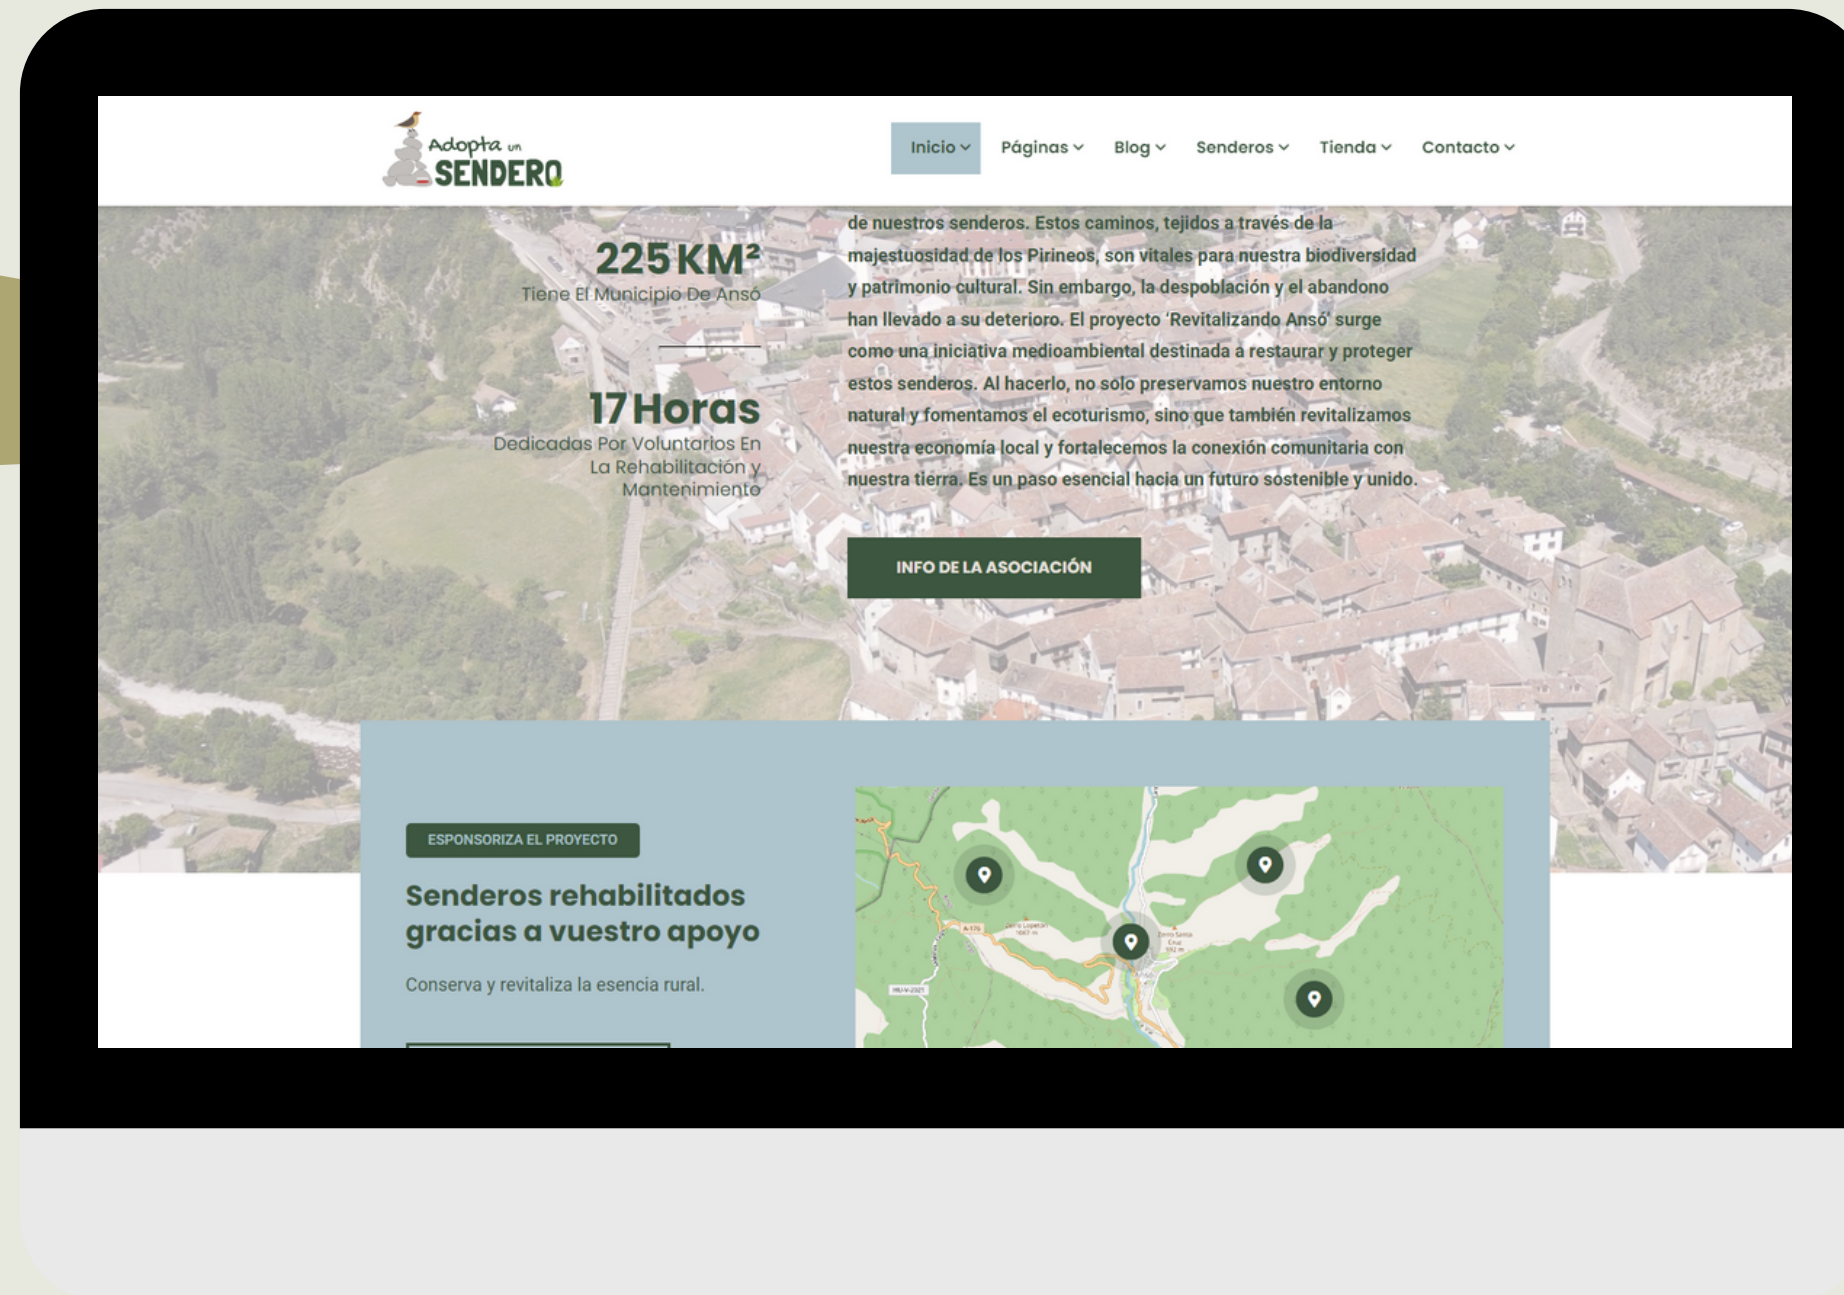 Adopta un
SENDERO
Inicio Páginas Blog Senderos Tienda Contacto
225 KM²
Tiene El Municipio De Ansó
17 Horas
Dedicadas Por Voluntarios En
La Rehabilitación y
Mantenimiento
de nuestros senderos. Estos caminos, tejidos a través de la
majestuosidad de los Pirineos, son vitales para nuestra biodiversidad
y patrimonio cultural. Sin embargo, la despoblación y el abandono
han llevado a su deterioro. El proyecto ‘Revitalizando Ansó’ surge
como una iniciativa medioambiental destinada a restaurar y proteger
estos senderos. Al hacerlo, no solo preservamos nuestro entorno
natural y fomentamos el ecoturismo, sino que también revitalizamos
nuestra economía local y fortalecemos la conexión comunitaria con
nuestra tierra. Es un paso esencial hacia un futuro sostenible y unido.
INFO DE LA ASOCIACIÓN
ESPONSORIZA EL PROYECTO
Senderos rehabilitados
gracias a vuestro apoyo
Conserva y revitaliza la esencia rural.
A-176
Zerro Santa
Cruz
HU-V-2021